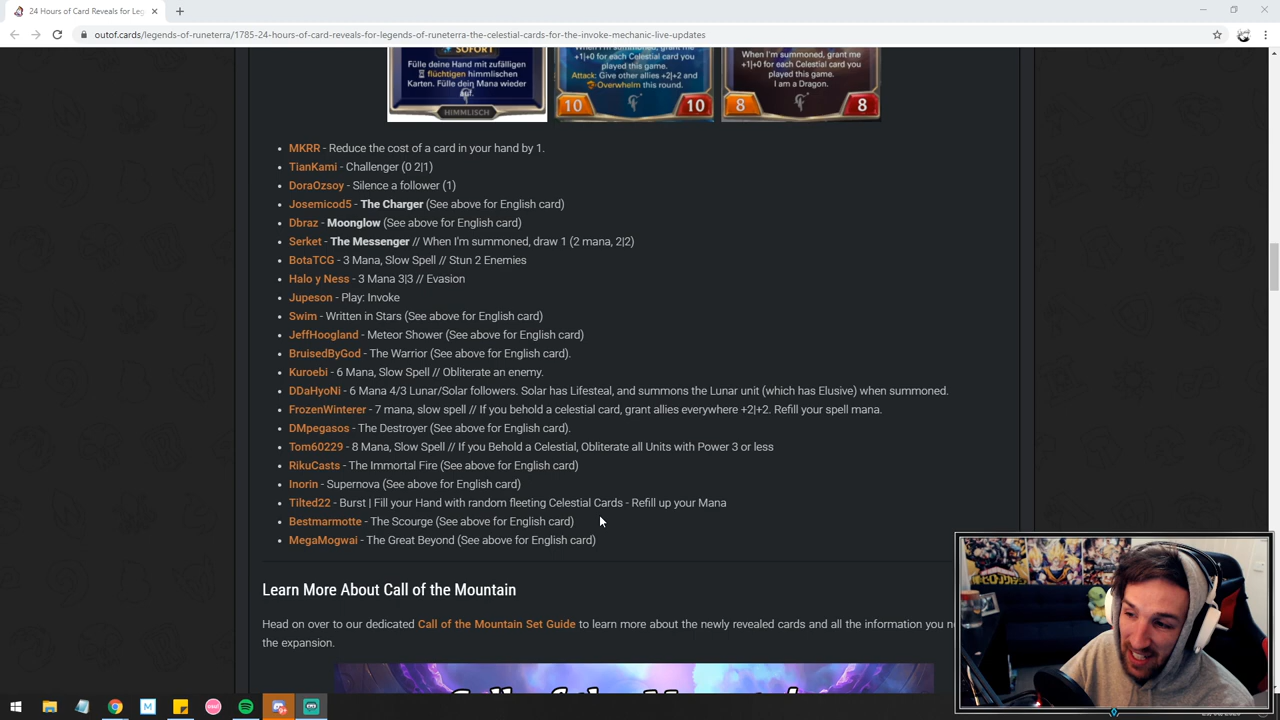 24 Hours of Card Reveals for Leg
outof.cards/legends-of-runeterra/1785-24-hours-of-card-reveals-for-legends-of-runeterra-the-celestial-cards-for-the-invoke-mechanic-live-updates
SOFORT
Fülle deine Hand mit zufälligen
flüchtigen himmlischen
Karten. Fülle dein Mana wieder
auf.
HIMMLISCH
When I'm summoned, grant me
+1|+0 for each Celestial card you
played this game.
Attack: Give other allies +2|+2 and
Overwhelm this round.
10 10
When I'm summoned, grant me
+1|+0 for each Celestial card you
played this game.
I am a Dragon.
8 8
• MKRR - Reduce the cost of a card in your hand by 1.
• TianKami - Challenger (0 2|1)
• DoraOzsoy - Silence a follower (1)
• Josemicod5 - The Charger (See above for English card)
• Dbraz - Moonglow (See above for English card)
• Serket - The Messenger // When I'm summoned, draw 1 (2 mana, 2|2)
• BotaTCG - 3 Mana, Slow Spell // Stun 2 Enemies
• Halo y Ness - 3 Mana 3|3 // Evasion
• Jupeson - Play: Invoke
• Swim - Written in Stars (See above for English card)
• JeffHoogland - Meteor Shower (See above for English card)
• BruisedByGod - The Warrior (See above for English card).
• Kuroebi - 6 Mana, Slow Spell // Obliterate an enemy.
• DDaHyoNi - 6 Mana 4/3 Lunar/Solar followers. Solar has Lifesteal, and summons the Lunar unit (which has Elusive) when summoned.
• FrozenWinterer - 7 mana, slow spell // If you behold a celestial card, grant allies everywhere +2|+2. Refill your spell mana.
• DMpegasos - The Destroyer (See above for English card).
• Tom60229 - 8 Mana, Slow Spell // If you Behold a Celestial, Obliterate all Units with Power 3 or less
• RikuCasts - The Immortal Fire (See above for English card)
• Inorin - Supernova (See above for English card)
• Tilted22 - Burst | Fill your Hand with random fleeting Celestial Cards - Refill up your Mana
• Bestmarmotte - The Scourge (See above for English card)
• MegaMogwai - The Great Beyond (See above for English card)
Learn More About Call of the Mountain
Head on over to our dedicated Call of the Mountain Set Guide to learn more about the newly revealed cards and all the information you n
the expansion.